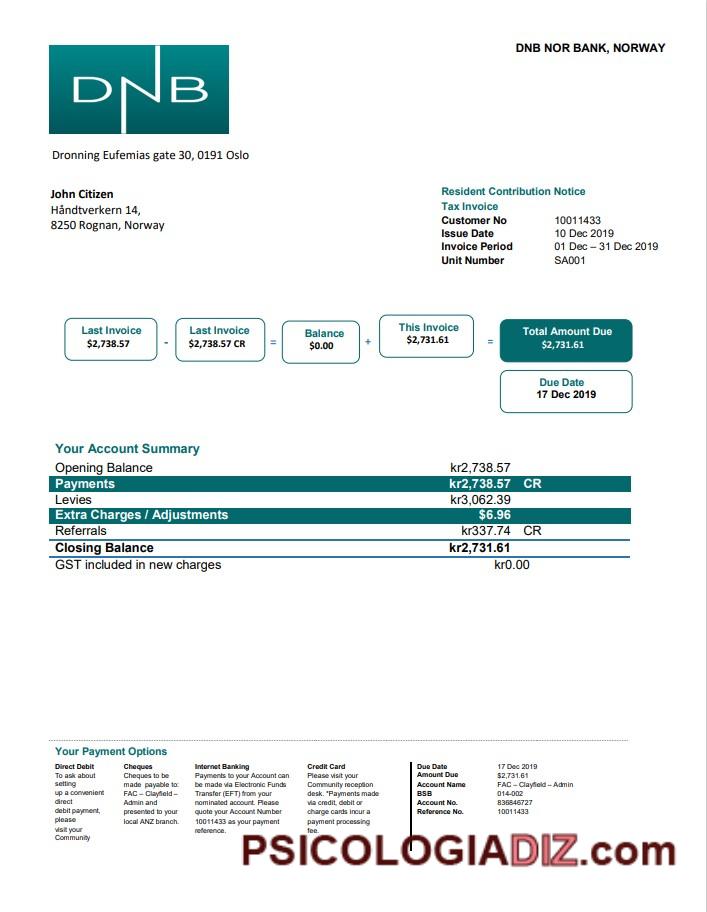 DNB NOR BANK, NORWAY
DNB
Dronning Eufemias gate 30, 0191 Oslo
John Citizen
Håndtverkern 14,
8250 Rognan, Norway
Resident Contribution Notice
Tax Invoice
Customer No 10011433
Issue Date 10 Dec 2019
Invoice Period 01 Dec – 31 Dec 2019
Unit Number SA001
Last Invoice
$2,738.57
-
Last Invoice
$2,738.57 CR
=
Balance
$0.00
+
This Invoice
$2,731.61
=
Total Amount Due
$2,731.61
Due Date
17 Dec 2019
Your Account Summary
Opening Balance kr2,738.57
Payments kr2,738.57 CR
Levies kr3,062.39
Extra Charges / Adjustments $6.96
Referrals kr337.74 CR
Closing Balance kr2,731.61
GST included in new charges kr0.00
Your Payment Options
Direct Debit
To ask about
setting
up a convenient
direct
debit payment,
please
visit your
Community
Cheques
Cheques to be
made payable to:
FAC – Clayfield –
Admin and
presented to your
local ANZ branch.
Internet Banking
Payments to your Account can
be made via Electronic Funds
Transfer (EFT) from your
nominated account. Please
quote your Account Number
10011433 as your payment
reference.
Credit Card
Please visit your
Community reception
desk. *Payments made
via credit, debit or
charge cards incur a
payment processing
fee.
Due Date 17 Dec 2019
Amount Due $2,731.61
Account Name FAC – Clayfield – Admin
BSB 014-002
Account No. 836846727
Reference No. 10011433
PSICOLOGIADIZ.com